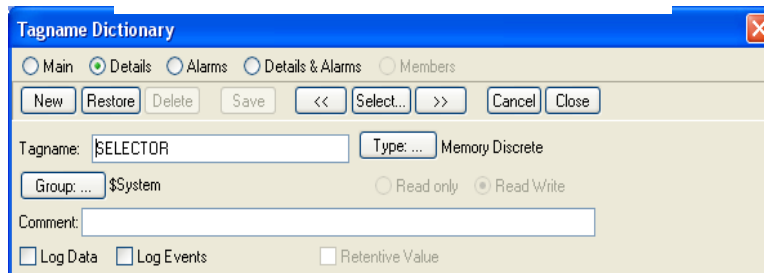 Tagname Dictionary
Main Details Alarms Details & Alarms Members
New Restore Delete Save << Select... >> Cancel Close
Tagname: SELECTOR Type: ... Memory Discrete
Group: ... $System Read only Read Write
Comment:
Log Data Log Events Retentive Value